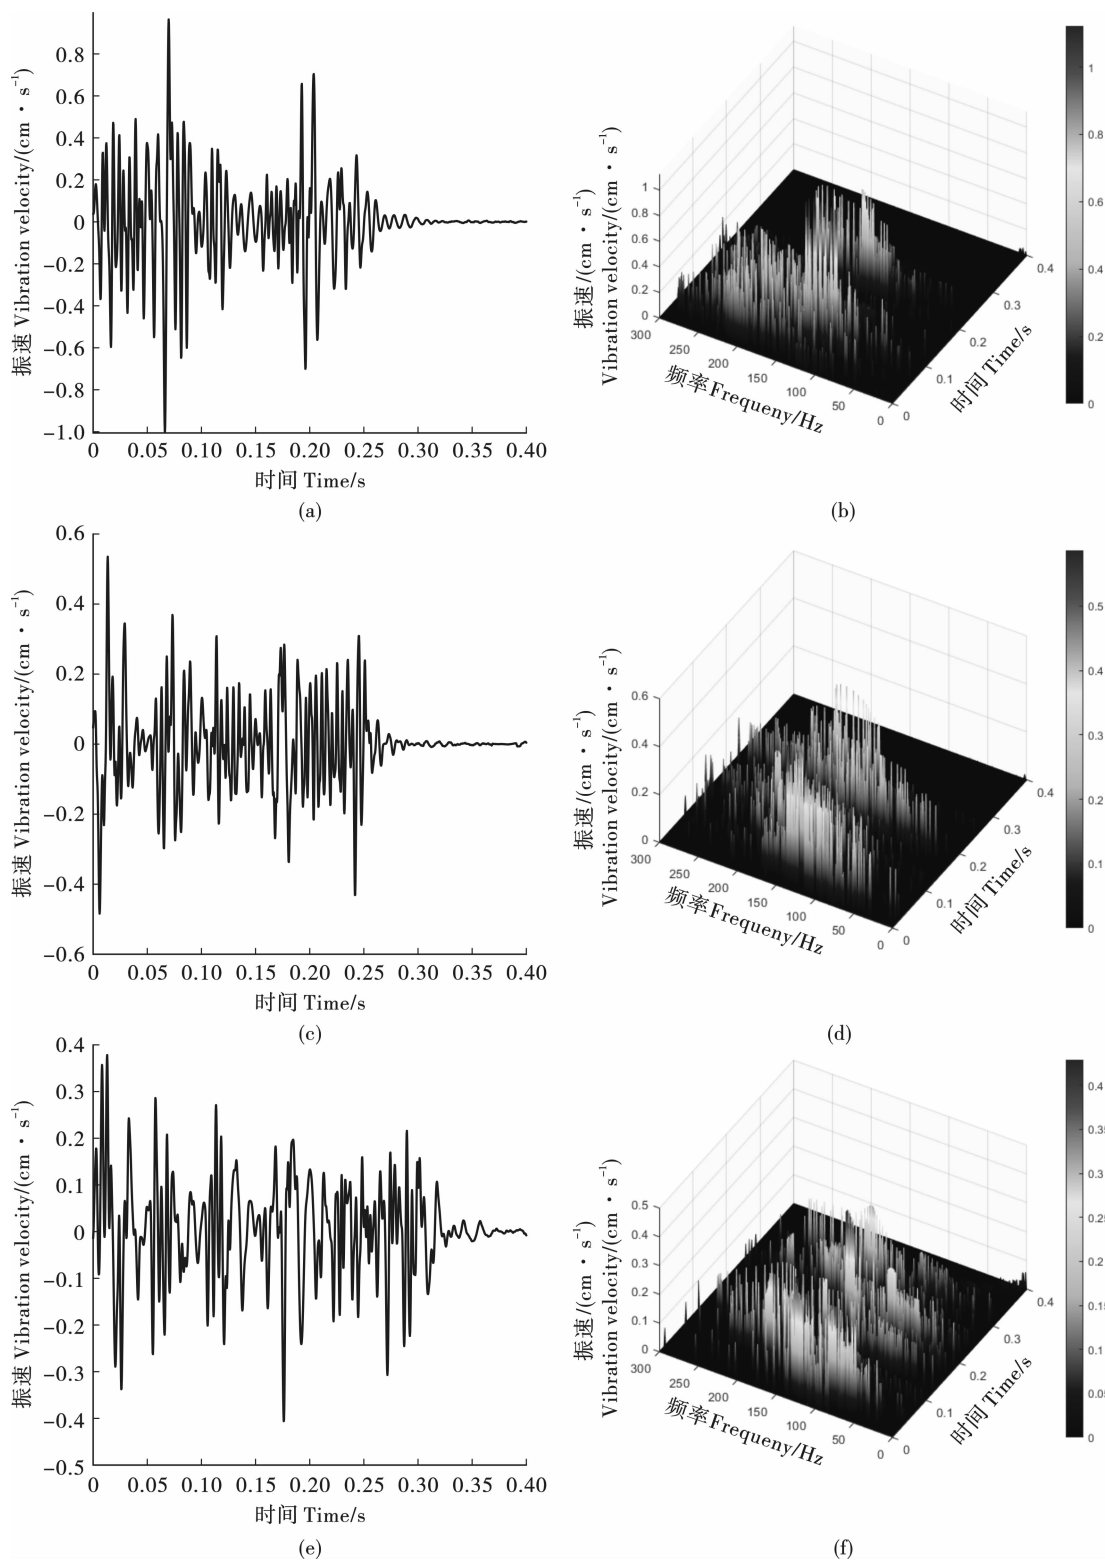 振速 Vibration velocity/(cm · s⁻¹)
0.8
0.6
0.4
0.2
0
−0.2
−0.4
−0.6
−0.8
−1.0
0 0.05 0.10 0.15 0.20 0.25 0.30 0.35 0.40
时间 Time/s
(a)
振速/(cm · s⁻¹)
Vibration velocity/(cm · s⁻¹)
1
0.8
0.6
0.4
0.2
0
300 250 200 150 100 50 0
频率 Frequeny/Hz
0 0.1 0.2 0.3 0.4
时间 Time/s
1
0.8
0.6
0.4
0.2
0
(b)
振速 Vibration velocity/(cm · s⁻¹)
0.6
0.4
0.2
0
−0.2
−0.4
−0.6
0 0.05 0.10 0.15 0.20 0.25 0.30 0.35 0.40
时间 Time/s
(c)
振速/(cm · s⁻¹)
Vibration velocity/(cm · s⁻¹)
0.6
0.4
0.2
0
300 250 200 150 100 50 0
频率 Frequeny/Hz
0 0.1 0.2 0.3 0.4
时间 Time/s
0.5
0.4
0.3
0.2
0.1
0
(d)
振速 Vibration velocity/(cm · s⁻¹)
0.4
0.3
0.2
0.1
0
−0.1
−0.2
−0.3
−0.4
−0.5
0 0.05 0.10 0.15 0.20 0.25 0.30 0.35 0.40
时间 Time/s
(e)
振速/(cm · s⁻¹)
Vibration velocity/(cm · s⁻¹)
0.5
0.4
0.3
0.2
0.1
0
300 250 200 150 100 50 0
频率 Frequeny/Hz
0 0.1 0.2 0.3 0.4
时间 Time/s
0.4
0.35
0.3
0.25
0.2
0.15
0.1
0.05
0
(f)